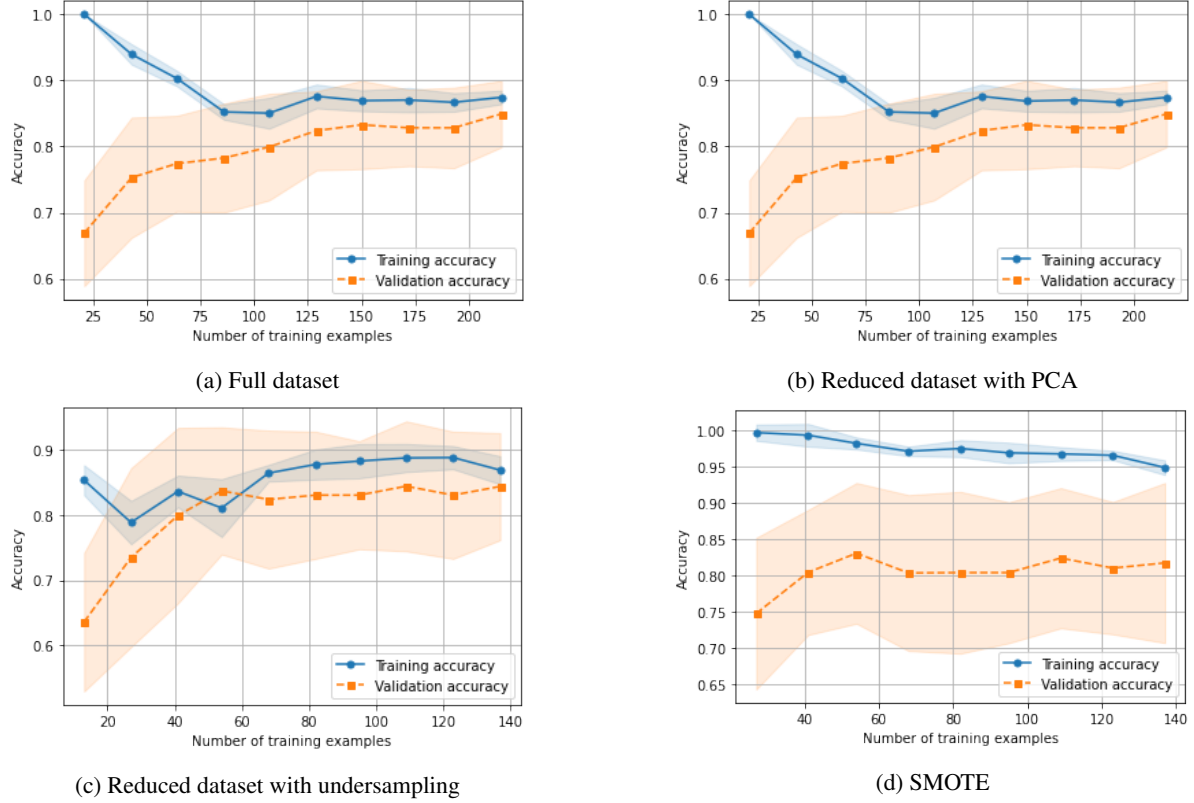 1.0
0.9
0.8
0.7
0.6
Accuracy
Training accuracy
Validation accuracy
25 50 75 100 125 150 175 200
Number of training examples
(a) Full dataset
1.0
0.9
0.8
0.7
0.6
Accuracy
Training accuracy
Validation accuracy
25 50 75 100 125 150 175 200
Number of training examples
(b) Reduced dataset with PCA
0.9
0.8
0.7
0.6
Accuracy
Training accuracy
Validation accuracy
20 40 60 80 100 120 140
Number of training examples
(c) Reduced dataset with undersampling
1.00
0.95
0.90
0.85
0.80
0.75
0.70
0.65
Accuracy
Training accuracy
Validation accuracy
40 60 80 100 120 140
Number of training examples
(d) SMOTE